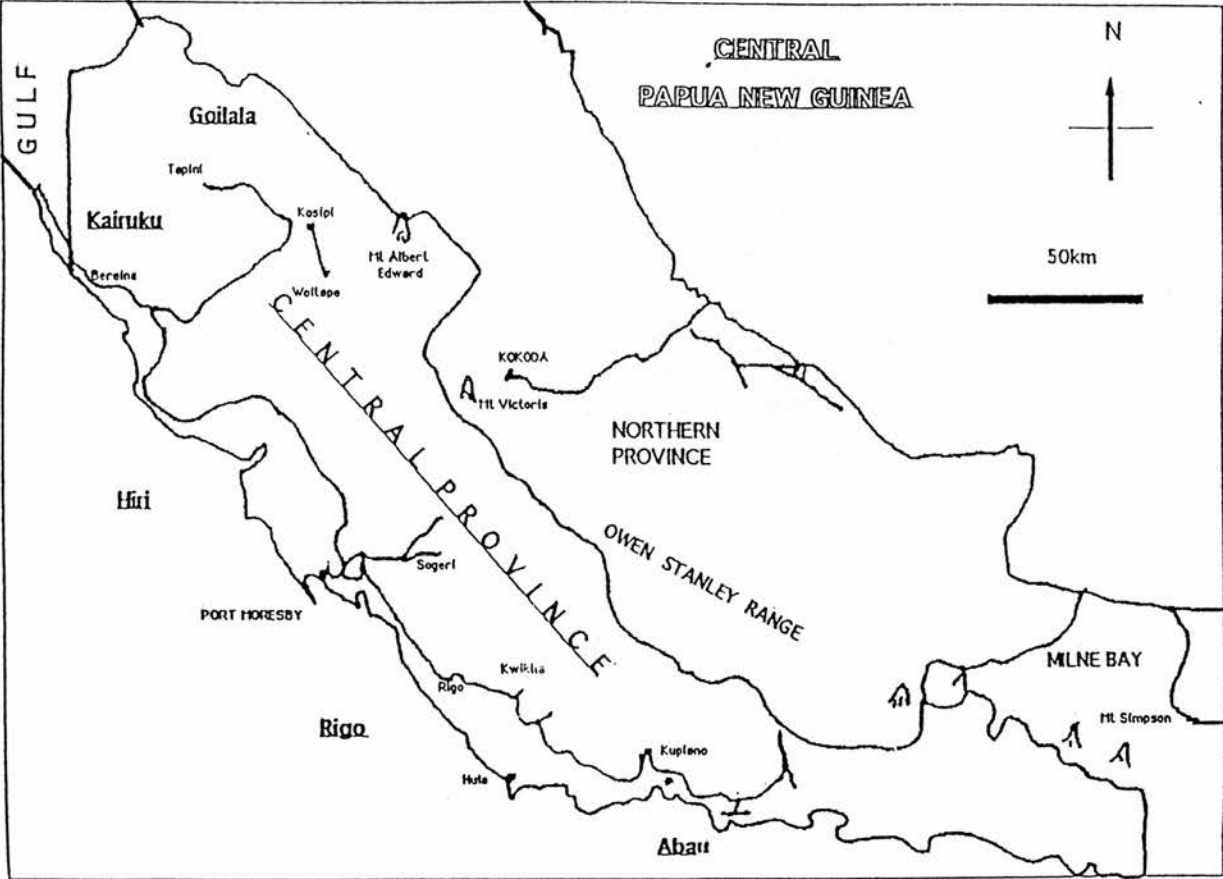 CENTRAL
PAPUA NEW GUINEA
N
GULF
Goilala
Tapini
Kosipi
Kairuku
Mt Albert
Edward
50km
Bereina
Woitape
CENTRAL PROVINCE
KOKODA
Mt Victoria
NORTHERN
PROVINCE
Hiri
OWEN STANLEY RANGE
Sogeri
PORT MORESBY
Kwikila
MILNE BAY
Rigo
Mt Simpson
Rigo
Kupiano
Hula
Abau